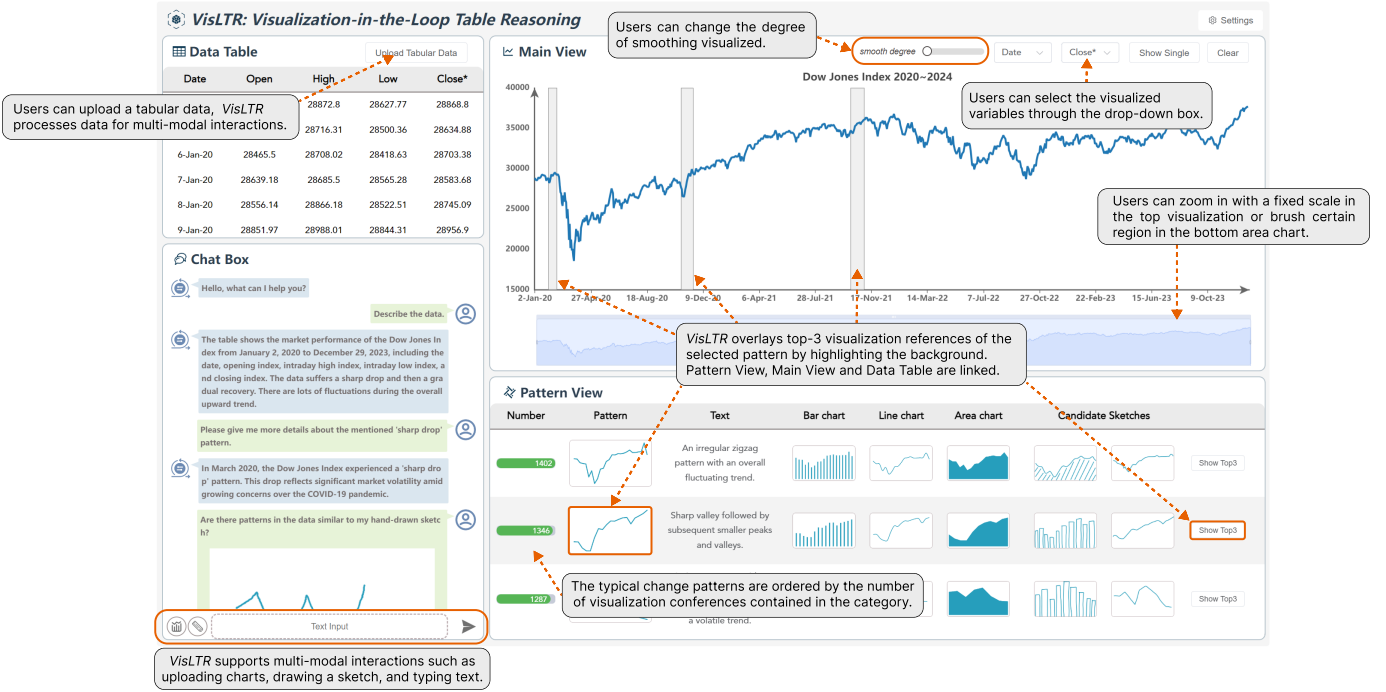 VisLTR: Visualization-in-the-Loop Table Reasoning
Settings
Data Table
Upload Tabular Data
Date Open High Low Close*
28872.8 28627.77 28868.8
28716.31 28500.36 28634.88
6-Jan-20 28465.5 28708.02 28418.63 28703.38
7-Jan-20 28639.18 28685.5 28565.28 28583.68
8-Jan-20 28556.14 28866.18 28522.51 28745.09
9-Jan-20 28851.97 28988.01 28844.31 28956.9
Users can upload a tabular data, VisLTR
processes data for multi-modal interactions.
Chat Box
Hello, what can I help you?
Describe the data.
The table shows the market performance of the Dow Jones In
dex from January 2, 2020 to December 29, 2023, including the
date, opening index, intraday high index, intraday low index, a
nd closing index. The data suffers a sharp drop and then a gra
dual recovery. There are lots of fluctuations during the overall
upward trend.
Please give me more details about the mentioned 'sharp drop'
pattern.
In March 2020, the Dow Jones Index experienced a 'sharp dro
p' pattern. This drop reflects significant market volatility amid
growing concerns over the COVID-19 pandemic.
Are there patterns in the data similar to my hand-drawn sketc
h?
Text Input
VisLTR supports multi-modal interactions such as
uploading charts, drawing a sketch, and typing text.
Main View
Users can change the degree
of smoothing visualized.
smooth degree
Date
Close*
Show Single
Clear
Dow Jones Index 2020~2024
Users can select the visualized
variables through the drop-down box.
40000
35000
30000
25000
20000
15000
2-Jan-20 27-Apr-20 18-Aug-20 9-Dec-20 6-Apr-21 28-Jul-21 17-Nov-21 14-Mar-22 7-Jul-22 27-Oct-22 22-Feb-23 15-Jun-23 9-Oct-23
Users can zoom in with a fixed scale in
the top visualization or brush certain
region in the bottom area chart.
VisLTR overlays top-3 visualization references of the
selected pattern by highlighting the background.
Pattern View, Main View and Data Table are linked.
Pattern View
Number Pattern Text Bar chart Line chart Area chart Candidate Sketches
1402
An irregular zigzag
pattern with an overall
fluctuating trend.
Show Top3
1346
Sharp valley followed by
subsequent smaller peaks
and valleys.
Show Top3
1287
The typical change patterns are ordered by the number
of visualization conferences contained in the category.
a volatile trend.
Show Top3